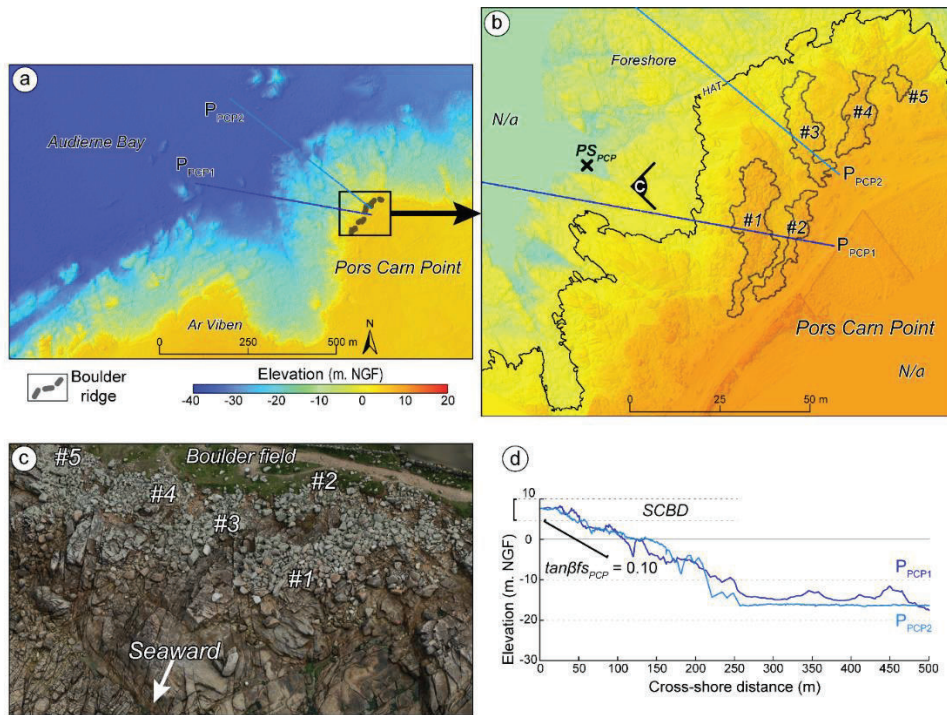 a
Audierne Bay
P PCP2
P PCP1
Pors Carn Point
Ar Viben
N
0 250 500 m
Boulder
ridge
Elevation (m. NGF)
-40 -30 -20 -10 0 10 20
b
Foreshore
HAT
N/a
PS PCP
C
#5
#4
#3
P PCP2
#1
#2
P PCP1
Pors Carn Point
N/a
0 25 50 m
c
#5
Boulder field
#2
#4
#3
#1
Seaward
d
Elevation (m. NGF)
10
0
-10
-20
-30
SCBD
tanβfs PCP = 0.10
P PCP1
P PCP2
0 50 100 150 200 250 300 350 400 450 500
Cross-shore distance (m)